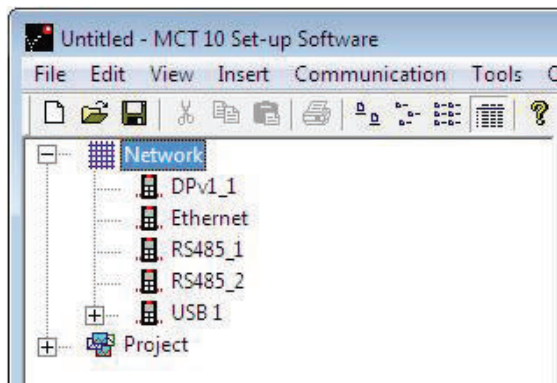 Untitled - MCT 10 Set-up Software
File Edit View Insert Communication Tools
Network
DPv1_1
Ethernet
RS485_1
RS485_2
USB 1
Project